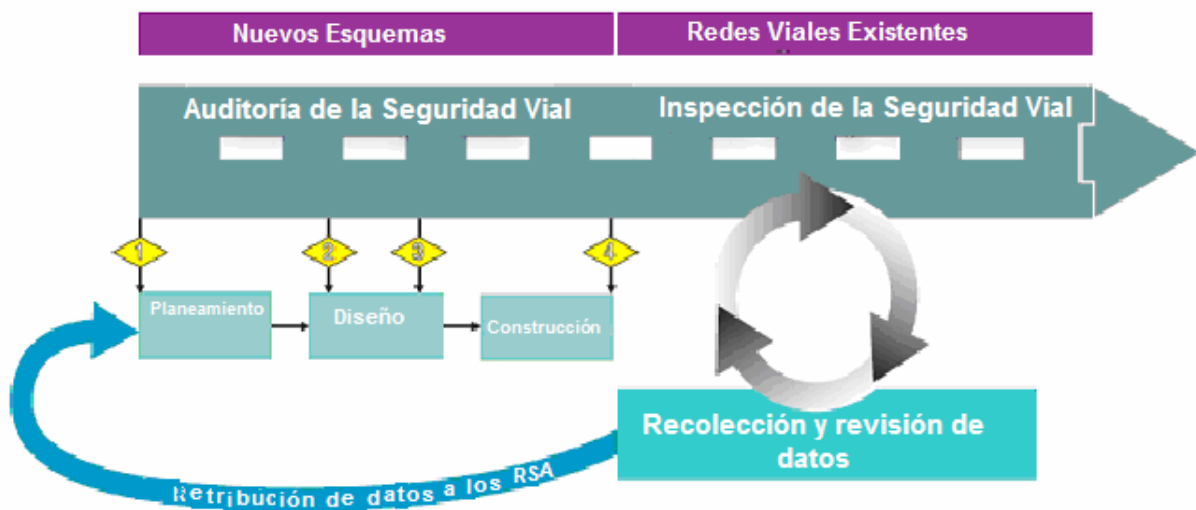 Nuevos Esquemas
Redes Viales Existentes
Auditoría de la Seguridad Vial
Inspección de la Seguridad Vial
1
2
3
4
Planeamiento
Diseño
Construcción
Recolección y revisión de
datos
Retribución de datos a los RSA